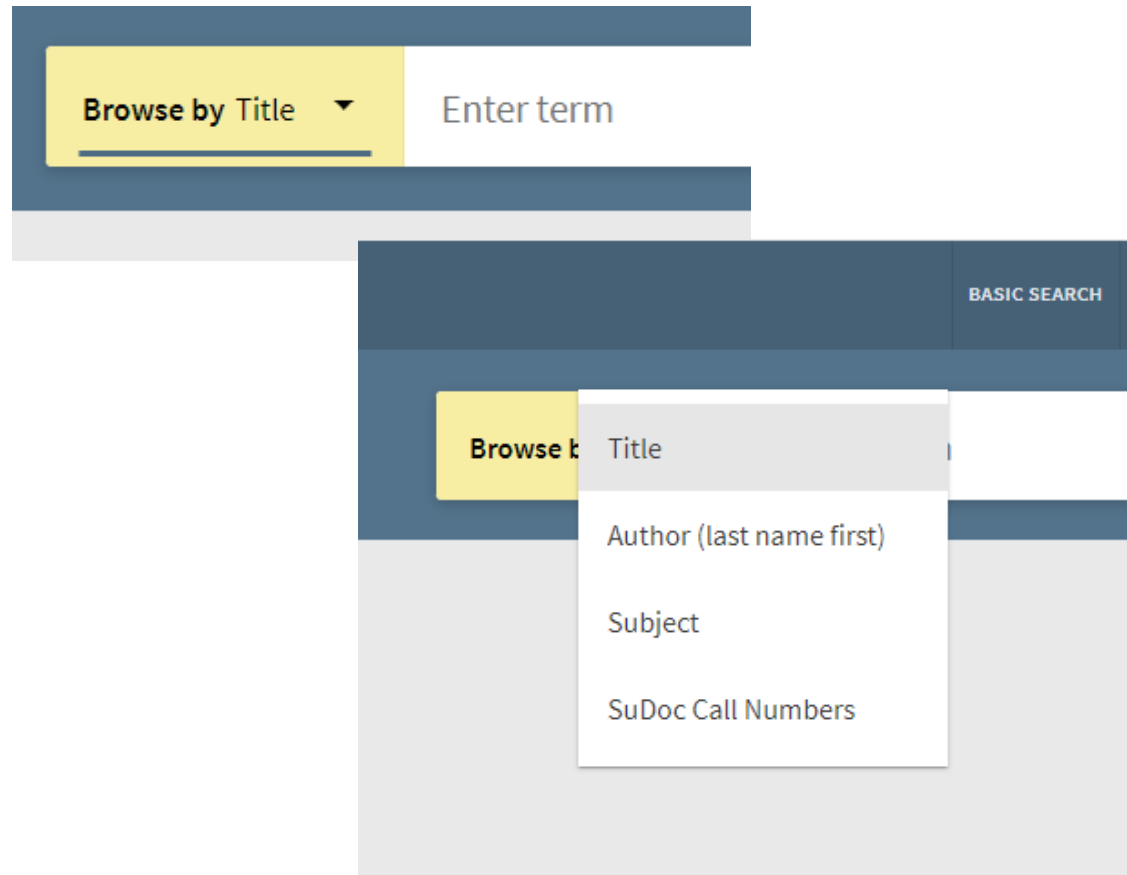 Browse by Title
Enter term
BASIC SEARCH
Browse
Title
Author (last name first)
Subject
SuDoc Call Numbers